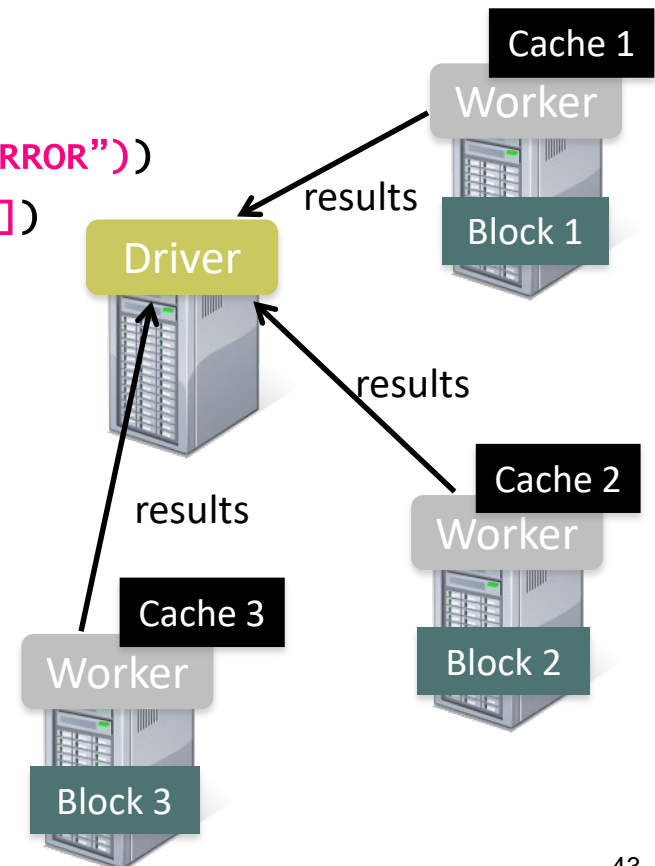 Cache 1
Worker
RROR”))
])
results
Block 1
Driver
results
Cache 2
Worker
results
Cache 3
Block 2
Worker
Block 3
43